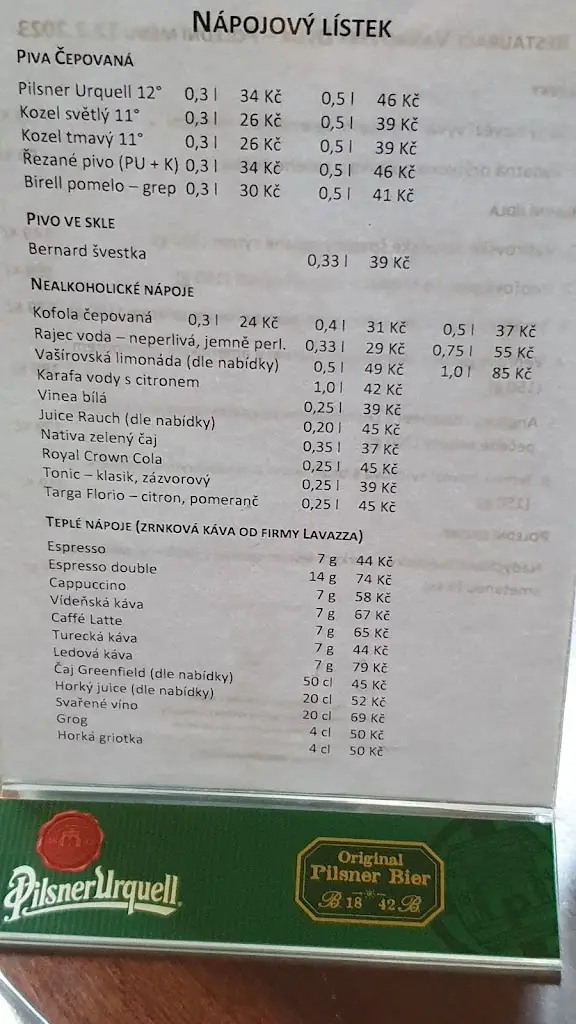 NÁPOJOVÝ LÍSTEK
PIVA ČEPOVANÁ
Pilsner Urquell 12° 0,3 l 34 Kč 0,5 l 46 Kč
Kozel světlý 11° 0,3 l 26 Kč 0,5 l 39 Kč
Kozel tmavý 11° 0,3 l 26 Kč 0,5 l 39 Kč
Řezané pivo (PU + K) 0,3 l 34 Kč 0,5 l 46 Kč
Birell pomelo – grep 0,3 l 30 Kč 0,5 l 41 Kč
PIVO VE SKLE
Bernard švestka 0,33 l 39 Kč
NEALKOHOLICKÉ NÁPOJE
Kofola čepovaná 0,3 l 24 Kč 0,4 l 31 Kč 0,5 l 37 Kč
Rajec voda – neperlivá, jemně perl. 0,33 l 29 Kč 0,75 l 55 Kč
Vašírovská limonáda (dle nabídky) 0,5 l 49 Kč 1,0 l 85 Kč
Karafa vody s citronem 1,0 l 42 Kč
Vinea bílá 0,25 l 39 Kč
Juice Rauch (dle nabídky) 0,20 l 45 Kč
Nativa zelený čaj 0,35 l 37 Kč
Royal Crown Cola 0,25 l 45 Kč
Tonic – klasik, zázvorový 0,25 l 39 Kč
Targa Florio – citron, pomeranč 0,25 l 45 Kč
TEPLÉ NÁPOJE (ZRNKOVÁ KÁVA OD FIRMY LAVAZZA)
Espresso 7 g 44 Kč
Espresso double 14 g 74 Kč
Cappuccino 7 g 58 Kč
Vídeňská káva 7 g 67 Kč
Caffé Latte 7 g 65 Kč
Turecká káva 7 g 44 Kč
Ledová káva 7 g 79 Kč
Čaj Greenfield (dle nabídky) 50 cl 45 Kč
Horký juice (dle nabídky) 20 cl 52 Kč
Svařené víno 20 cl 69 Kč
Grog 4 cl 50 Kč
Horká griotka 4 cl 50 Kč
Pilsner Urquell
Original
Pilsner Bier
B. 18 42 B.